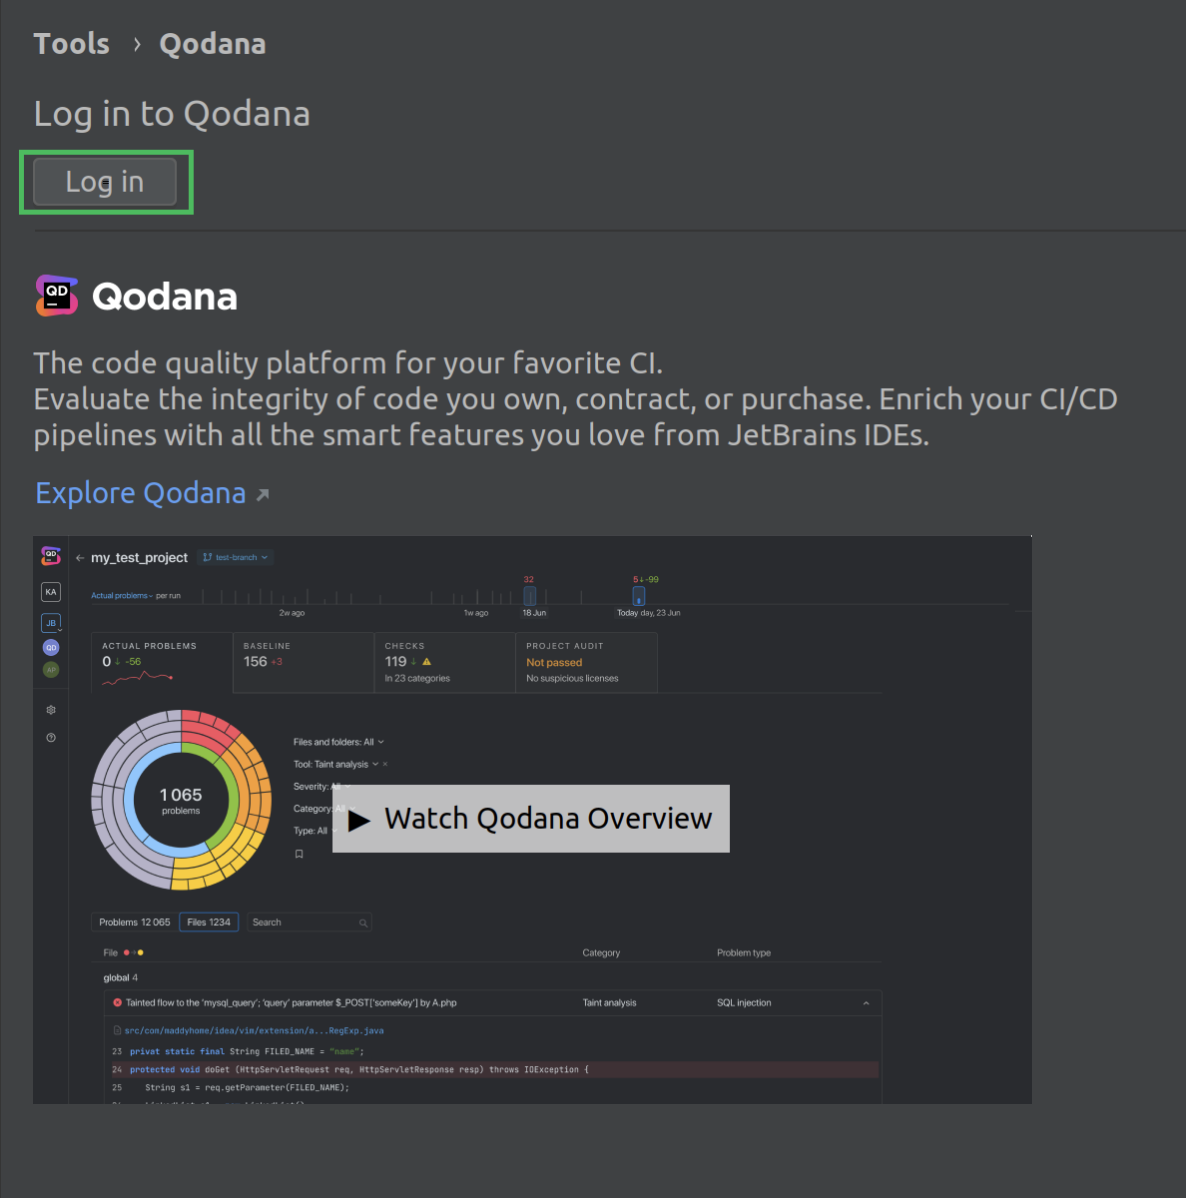 Tools › Qodana
Log in to Qodana
Log in
QD
Qodana
The code quality platform for your favorite CI.
Evaluate the integrity of code you own, contract, or purchase. Enrich your CI/CD
pipelines with all the smart features you love from JetBrains IDEs.
Explore Qodana ↗
QD
← my_test_project test-branch
KA
32
5↓-99
Actual problems per run
2w ago
1w ago
18 Jun
Today day, 23 Jun
JB
QD
AP
ACTUAL PROBLEMS
0 ↓ -56
BASELINE
156 +3
CHECKS
119 ↓
In 23 categories
PROJECT AUDIT
Not passed
No suspicious licenses
1 065
problems
Files and folders: All
Tool: Taint analysis ×
Severity: All
Category: All
Type: All
▶ Watch Qodana Overview
Problems 12 065
Files 1234
Search
File
Category
Problem type
global 4
Tainted flow to the 'mysql_query'; 'query' parameter $_POST['someKey'] by A.php
Taint analysis
SQL injection
src/com/maddyhome/idea/vim/extension/a...RegExp.java
23 privat static final String FILED_NAME = "name";
24 protected void doGet (HttpServletRequest req, HttpServletResponse resp) throws IOException {
25 String s1 = req.getParameter(FILED_NAME);